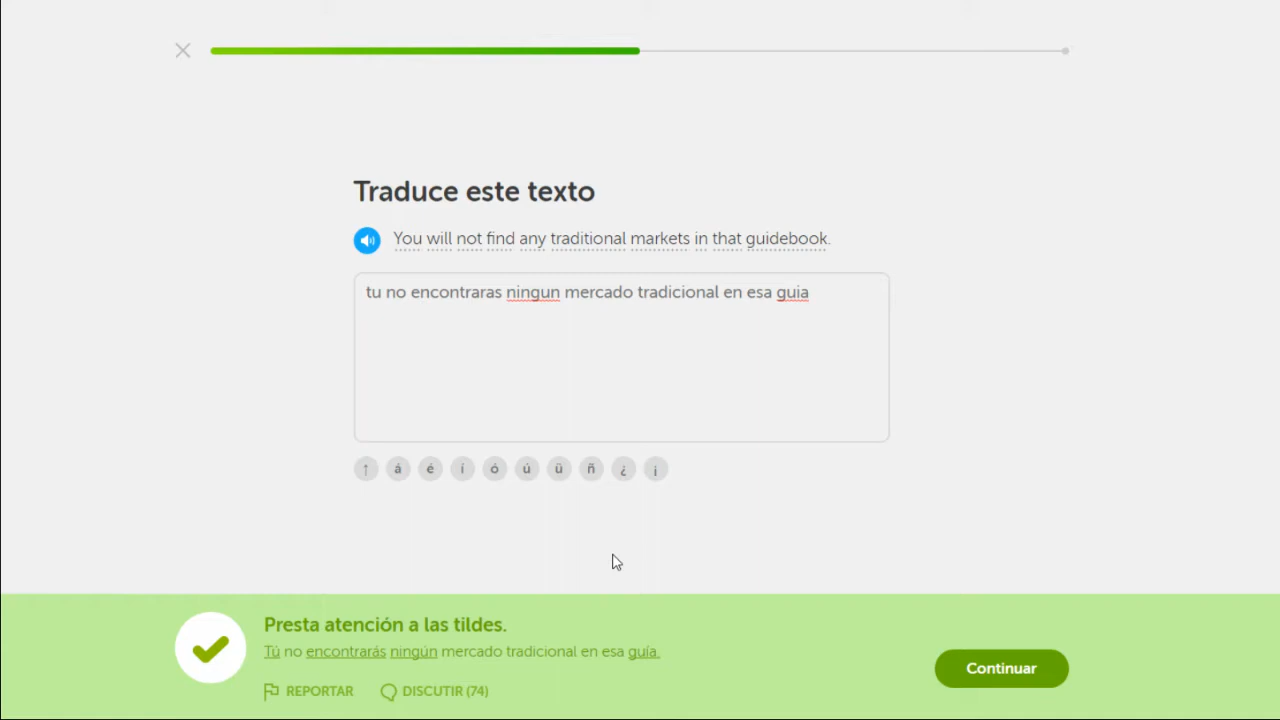 Traduce este texto
You will not find any traditional markets in that guidebook.
tu no encontraras ningun mercado tradicional en esa guia
↑ á é í ó ú ü ñ ¿ ¡
Presta atención a las tildes.
Tú no encontrarás ningún mercado tradicional en esa guía.
REPORTAR DISCUTIR (74)
Continuar